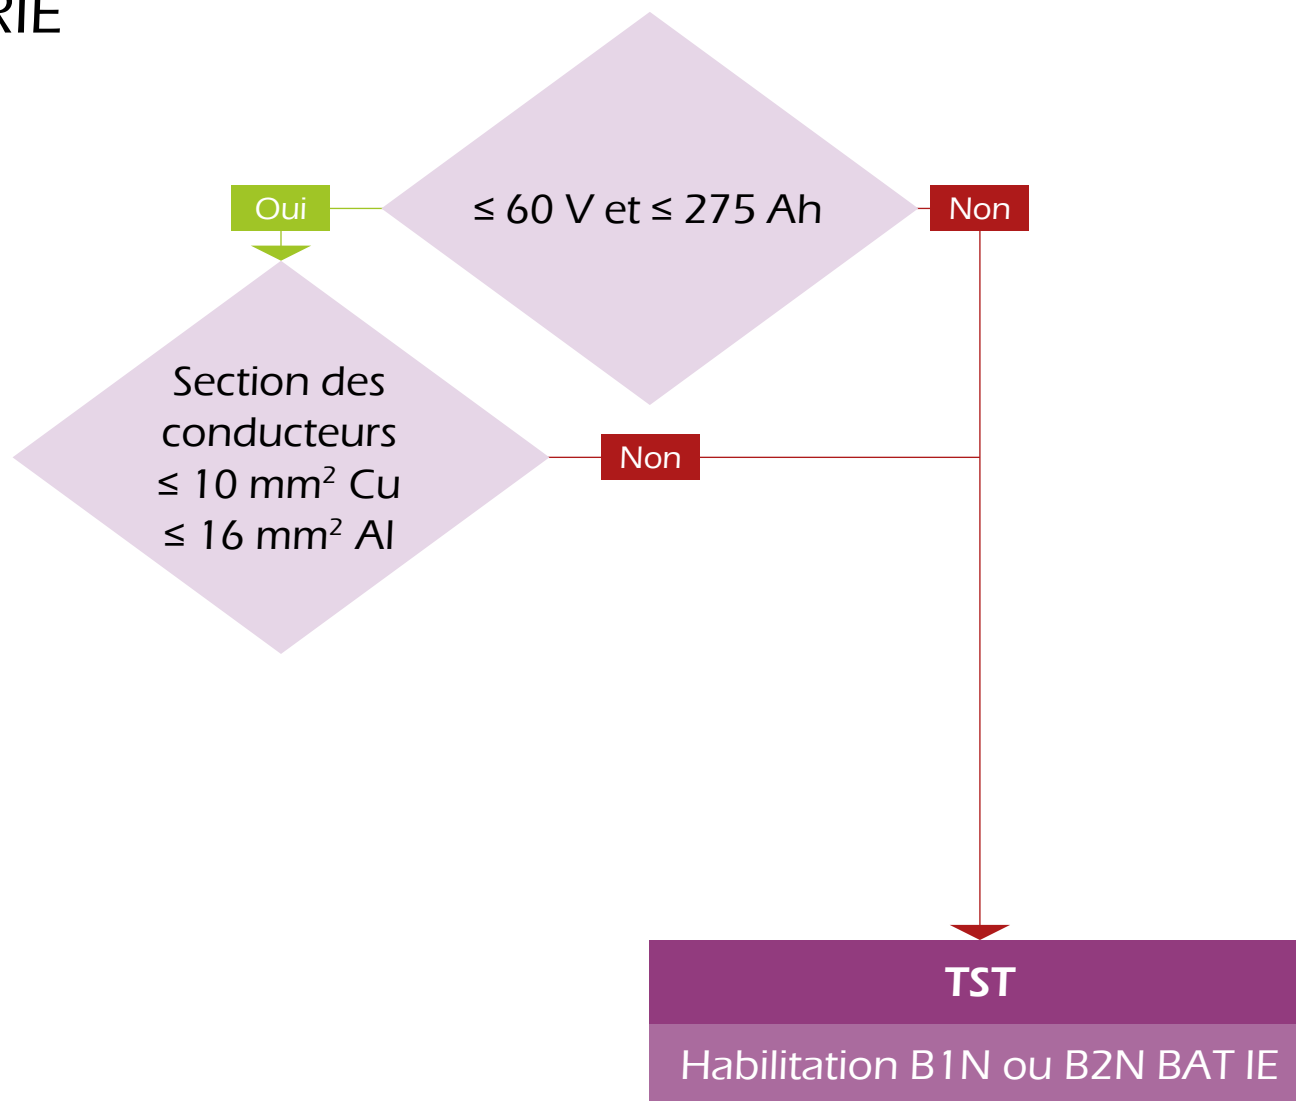 RIE
≤ 60 V et ≤ 275 Ah
Oui
Non
Section des
conducteurs
≤ 10 mm² Cu
≤ 16 mm² Al
Non
TST
Habilitation B1N ou B2N BAT IE